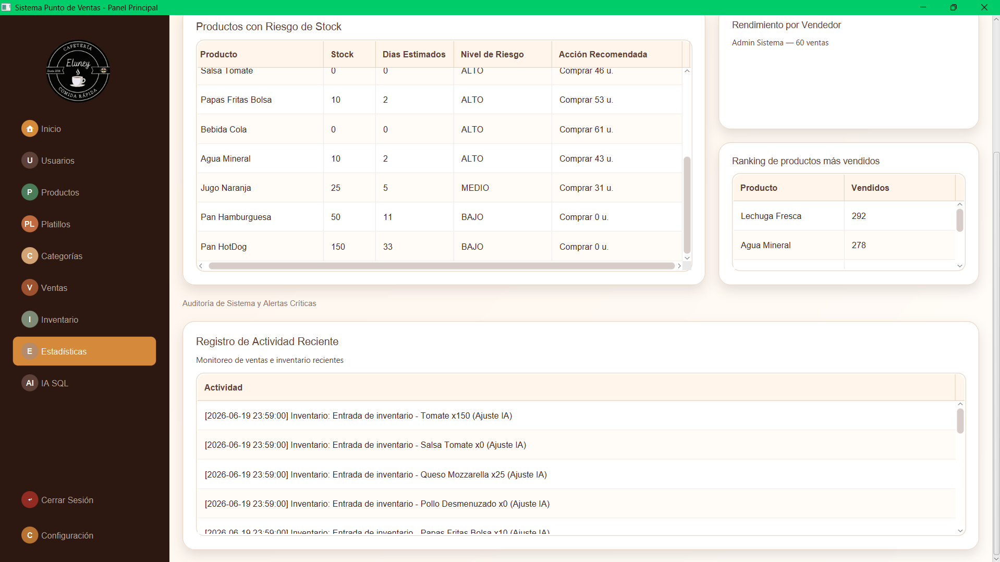 Sistema Punto de Ventas - Panel Principal
CAFETERÍA
Eluney
Desde 2018
COMIDA RÁPIDA
Inicio
U Usuarios
P Productos
PL Platillos
C Categorías
V Ventas
I Inventario
E Estadísticas
AI IA SQL
Cerrar Sesión
C Configuración
Productos con Riesgo de Stock
Producto Stock Días Estimados Nivel de Riesgo Acción Recomendada
Salsa Tomate 0 0 ALTO Comprar 46 u.
Papas Fritas Bolsa 10 2 ALTO Comprar 53 u.
Bebida Cola 0 0 ALTO Comprar 61 u.
Agua Mineral 10 2 ALTO Comprar 43 u.
Jugo Naranja 25 5 MEDIO Comprar 31 u.
Pan Hamburguesa 50 11 BAJO Comprar 0 u.
Pan HotDog 150 33 BAJO Comprar 0 u.
Rendimiento por Vendedor
Admin Sistema — 60 ventas
Ranking de productos más vendidos
Producto Vendidos
Lechuga Fresca 292
Agua Mineral 278
Auditoría de Sistema y Alertas Críticas
Registro de Actividad Reciente
Monitoreo de ventas e inventario recientes
Actividad
[2026-06-19 23:59:00] Inventario: Entrada de inventario - Tomate x150 (Ajuste IA)
[2026-06-19 23:59:00] Inventario: Entrada de inventario - Salsa Tomate x0 (Ajuste IA)
[2026-06-19 23:59:00] Inventario: Entrada de inventario - Queso Mozzarella x25 (Ajuste IA)
[2026-06-19 23:59:00] Inventario: Entrada de inventario - Pollo Desmenuzado x0 (Ajuste IA)
[2026-06-19 23:59:00] Inventario: Entrada de inventario - Papas Fritas Bolsa x10 (Ajuste IA)